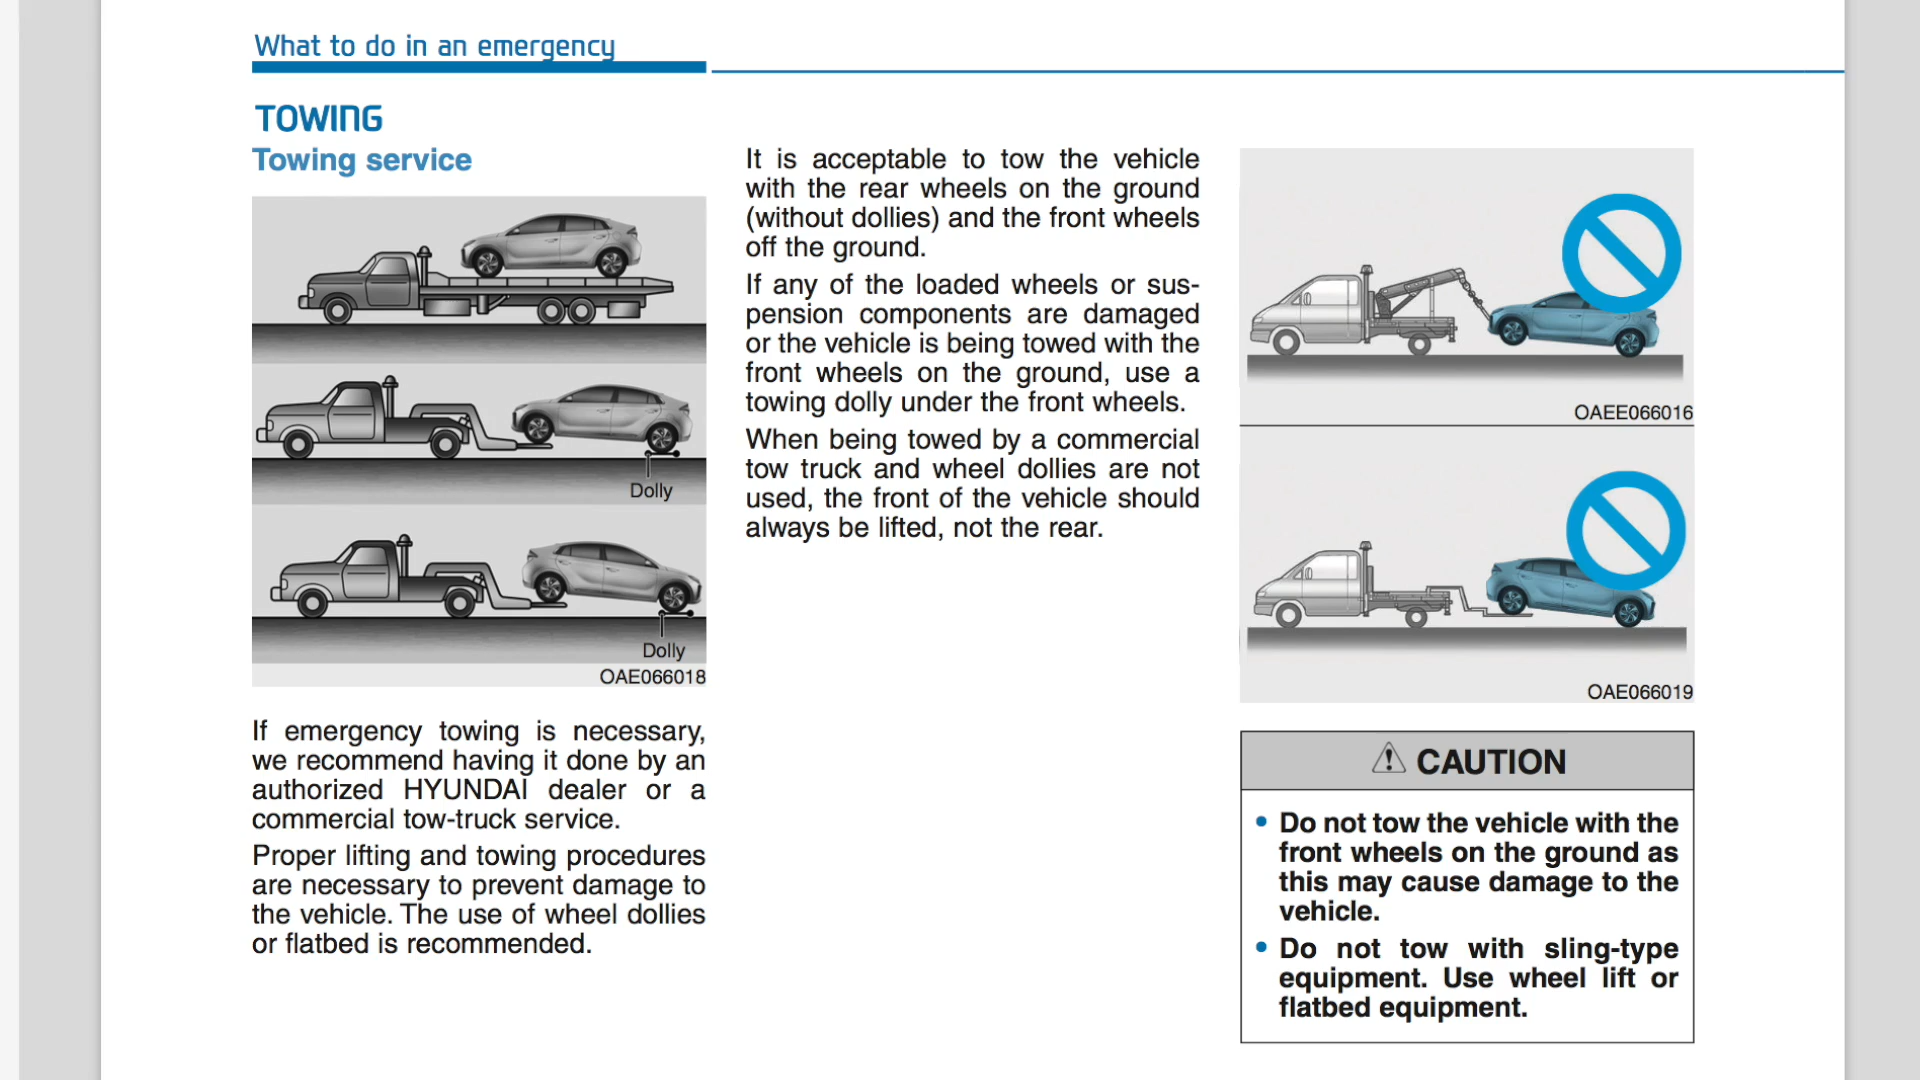 What to do in an emergency
TOWING
Towing service
Dolly
Dolly
OAE066018
If emergency towing is necessary,
we recommend having it done by an
authorized HYUNDAI dealer or a
commercial tow-truck service.
Proper lifting and towing procedures
are necessary to prevent damage to
the vehicle. The use of wheel dollies
or flatbed is recommended.
It is acceptable to tow the vehicle
with the rear wheels on the ground
(without dollies) and the front wheels
off the ground.
If any of the loaded wheels or sus-
pension components are damaged
or the vehicle is being towed with the
front wheels on the ground, use a
towing dolly under the front wheels.
When being towed by a commercial
tow truck and wheel dollies are not
used, the front of the vehicle should
always be lifted, not the rear.
OAEE066016
OAE066019
CAUTION
• Do not tow the vehicle with the
front wheels on the ground as
this may cause damage to the
vehicle.
• Do not tow with sling-type
equipment. Use wheel lift or
flatbed equipment.